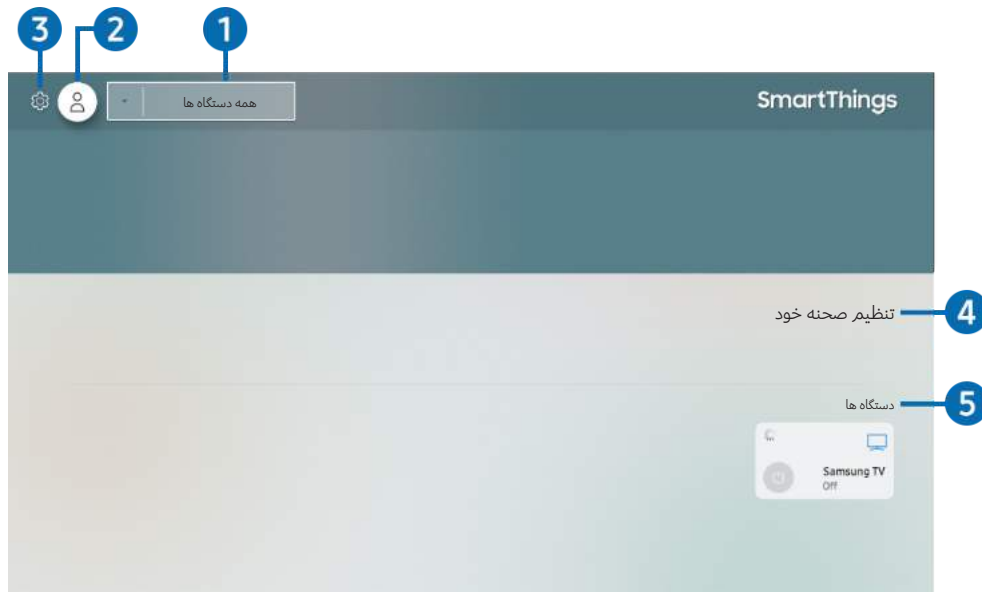 3 2 1
همه دستگاه ها
SmartThings
تنظیم صحنه خود
4
دستگاه ها
5
Samsung TV
Off